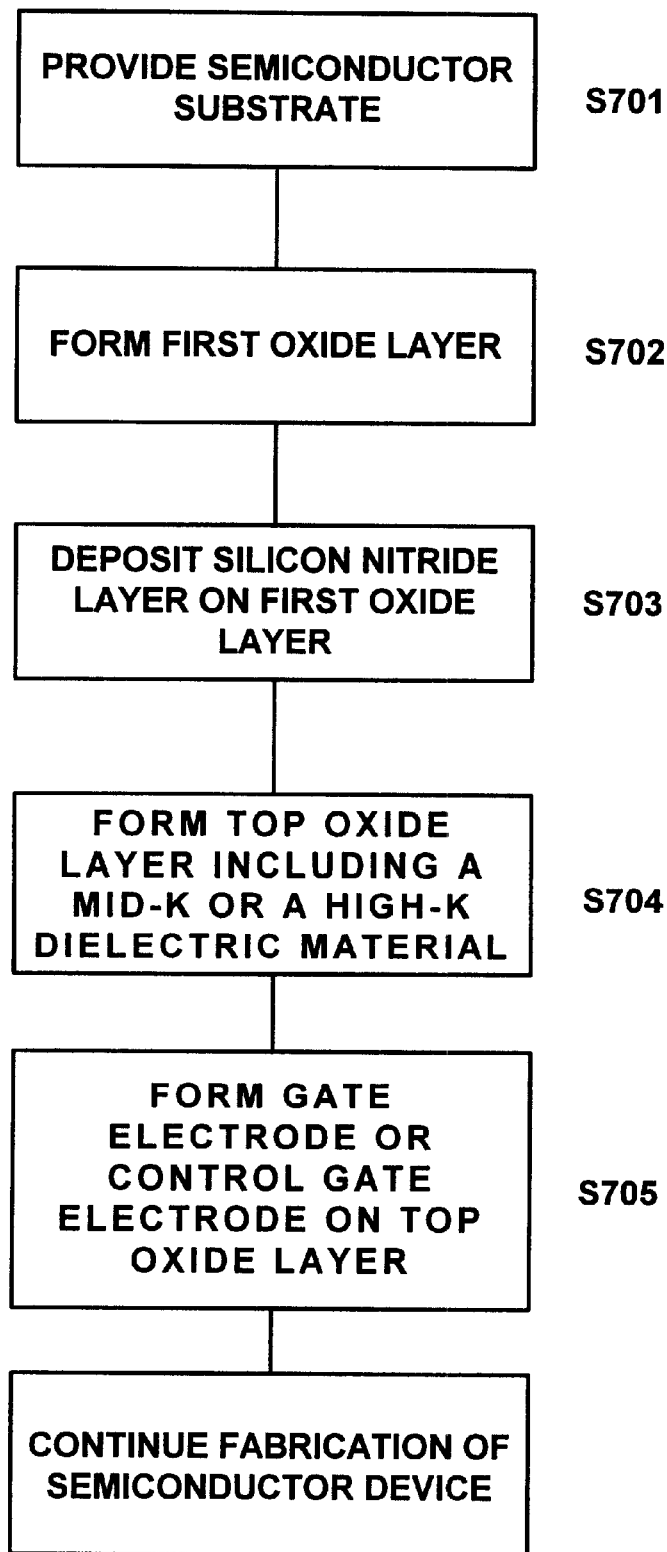 PROVIDE SEMICONDUCTOR
SUBSTRATE
S701
FORM FIRST OXIDE LAYER
S702
DEPOSIT SILICON NITRIDE
LAYER ON FIRST OXIDE
LAYER
S703
FORM TOP OXIDE
LAYER INCLUDING A
MID-K OR A HIGH-K
DIELECTRIC MATERIAL
S704
FORM GATE
ELECTRODE OR
CONTROL GATE
ELECTRODE ON TOP
OXIDE LAYER
S705
CONTINUE FABRICATION OF
SEMICONDUCTOR DEVICE